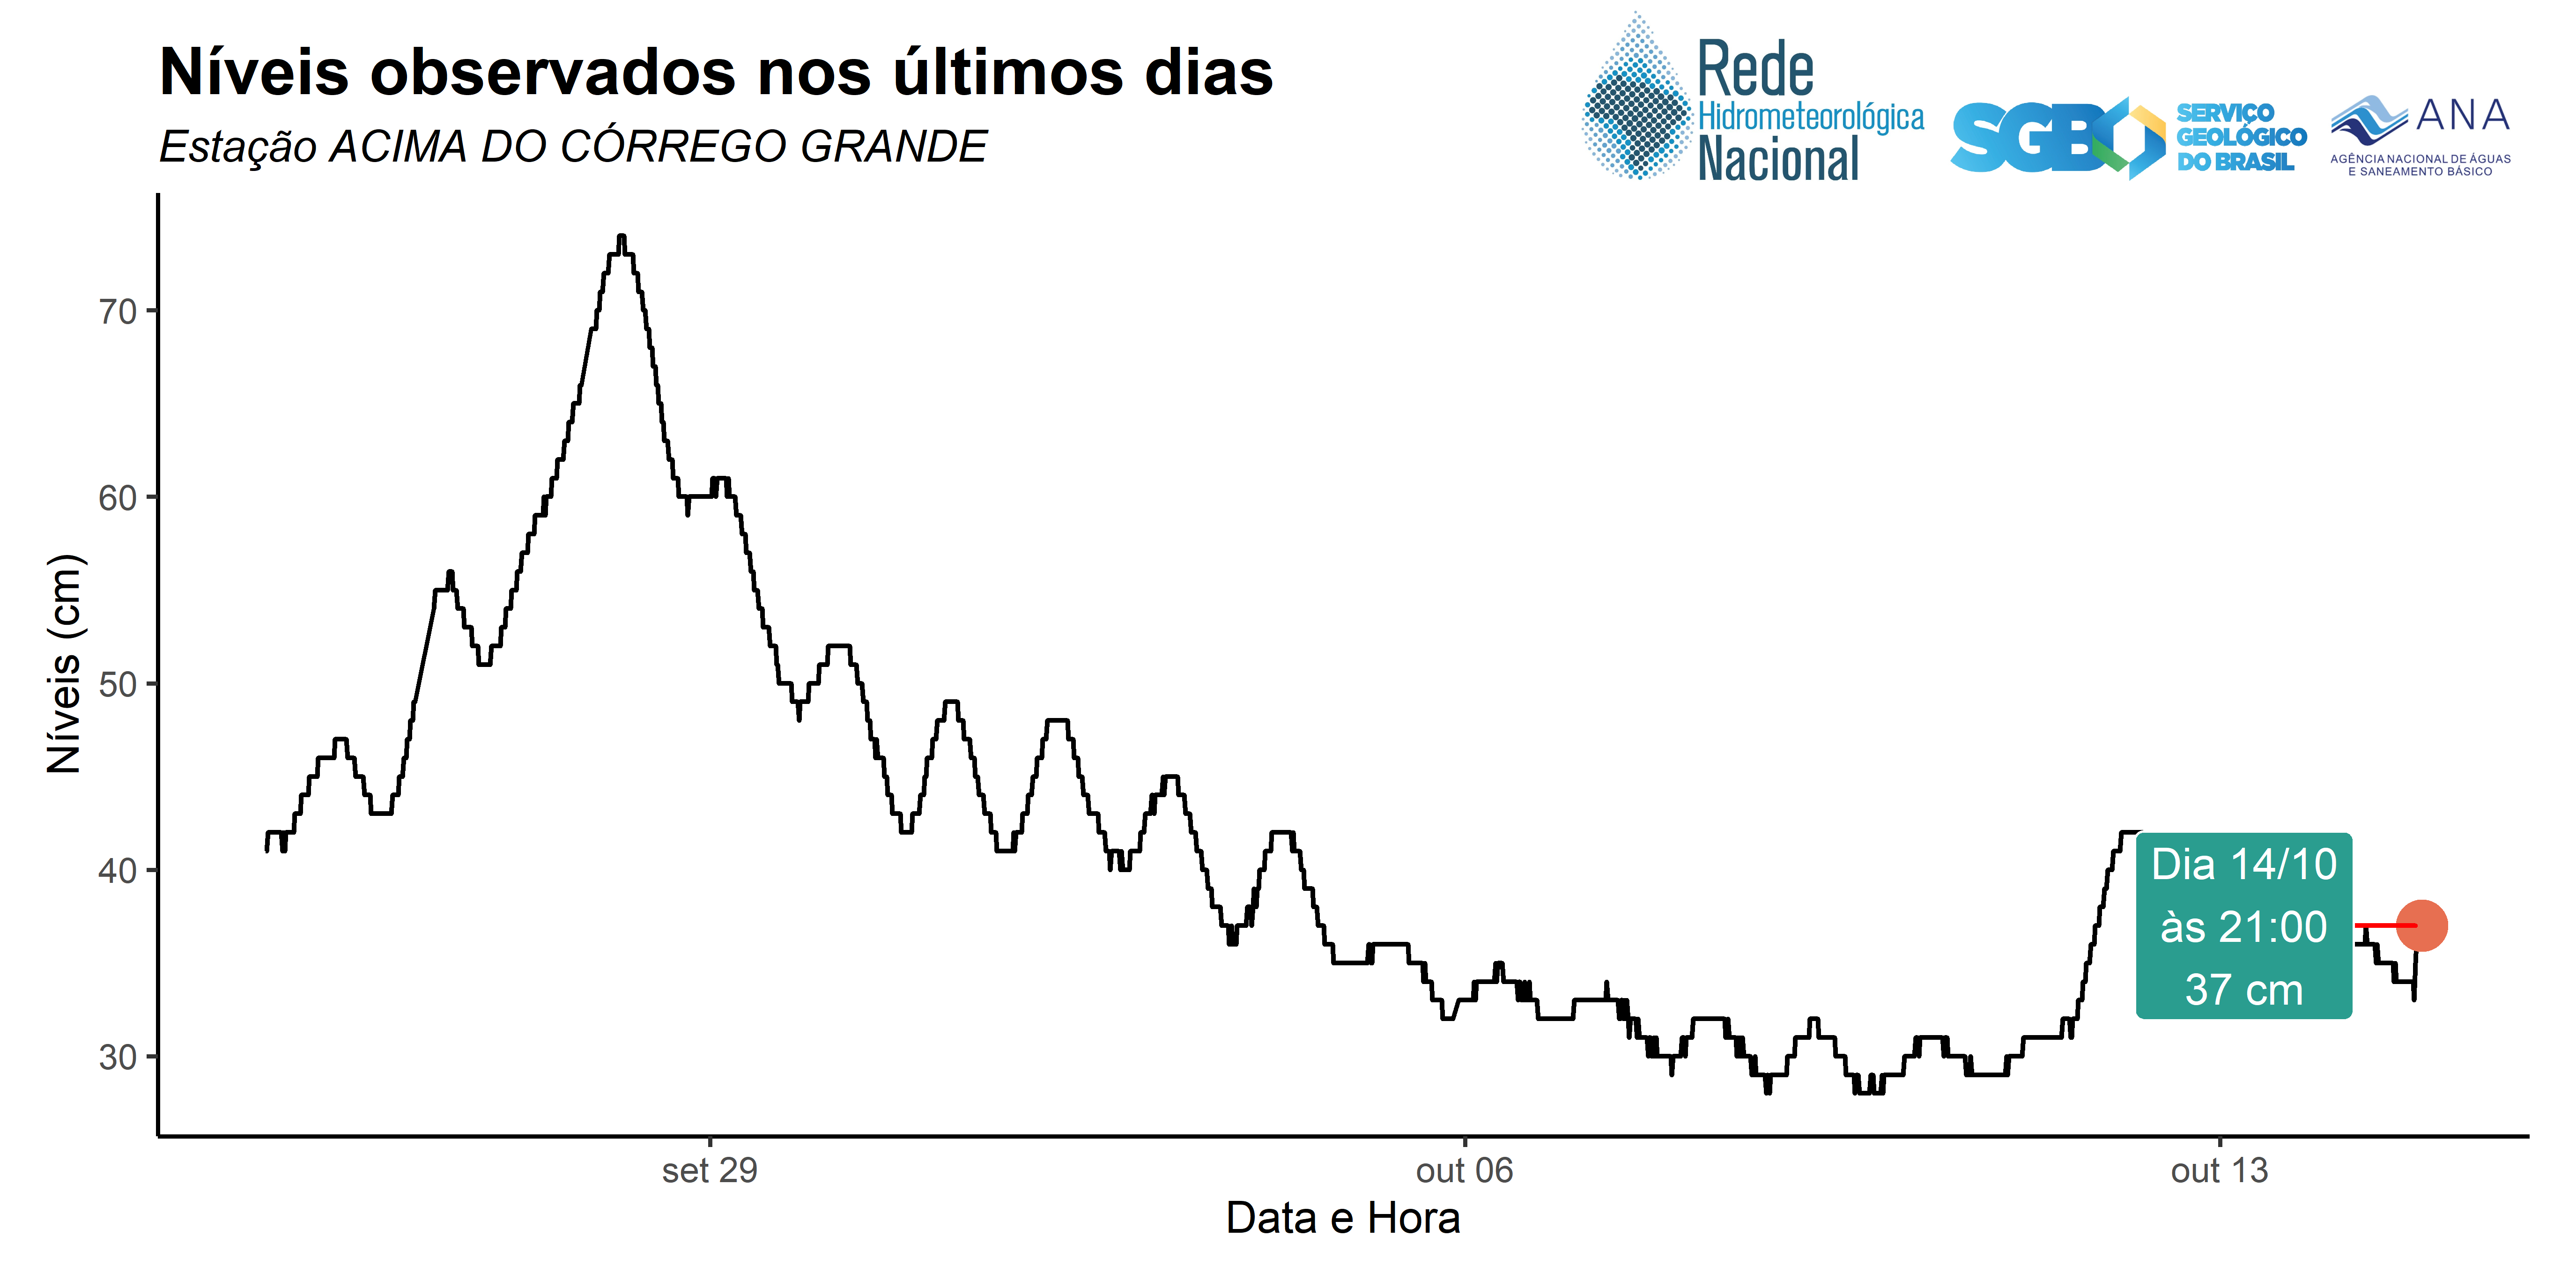 Níveis observados nos últimos dias
Estação ACIMA DO CÓRREGO GRANDE
Rede
Hidrometeorológica
Nacional
SGB
SERVIÇO
GEOLÓGICO
DO BRASIL
ANA
AGÊNCIA NACIONAL DE ÁGUAS
E SANEAMENTO BÁSICO
Níveis (cm)
70
60
50
40
30
Dia 14/10
às 21:00
37 cm
set 29
out 06
out 13
Data e Hora